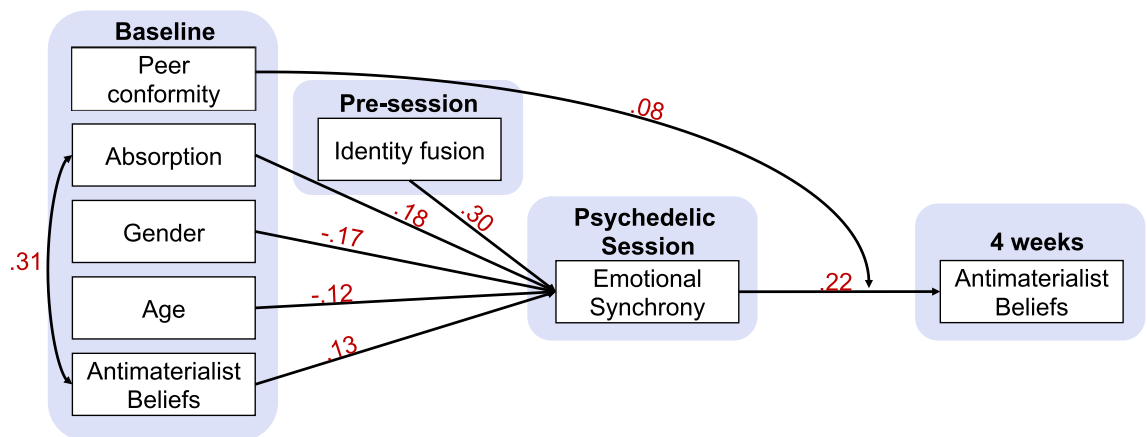 Baseline
Peer
conformity
Absorption
Gender
Age
Antimaterialist
Beliefs
.31
Pre-session
Identity fusion
.08
.18
.30
-.17
-.12
.13
Psychedelic
Session
Emotional
Synchrony
.22
4 weeks
Antimaterialist
Beliefs